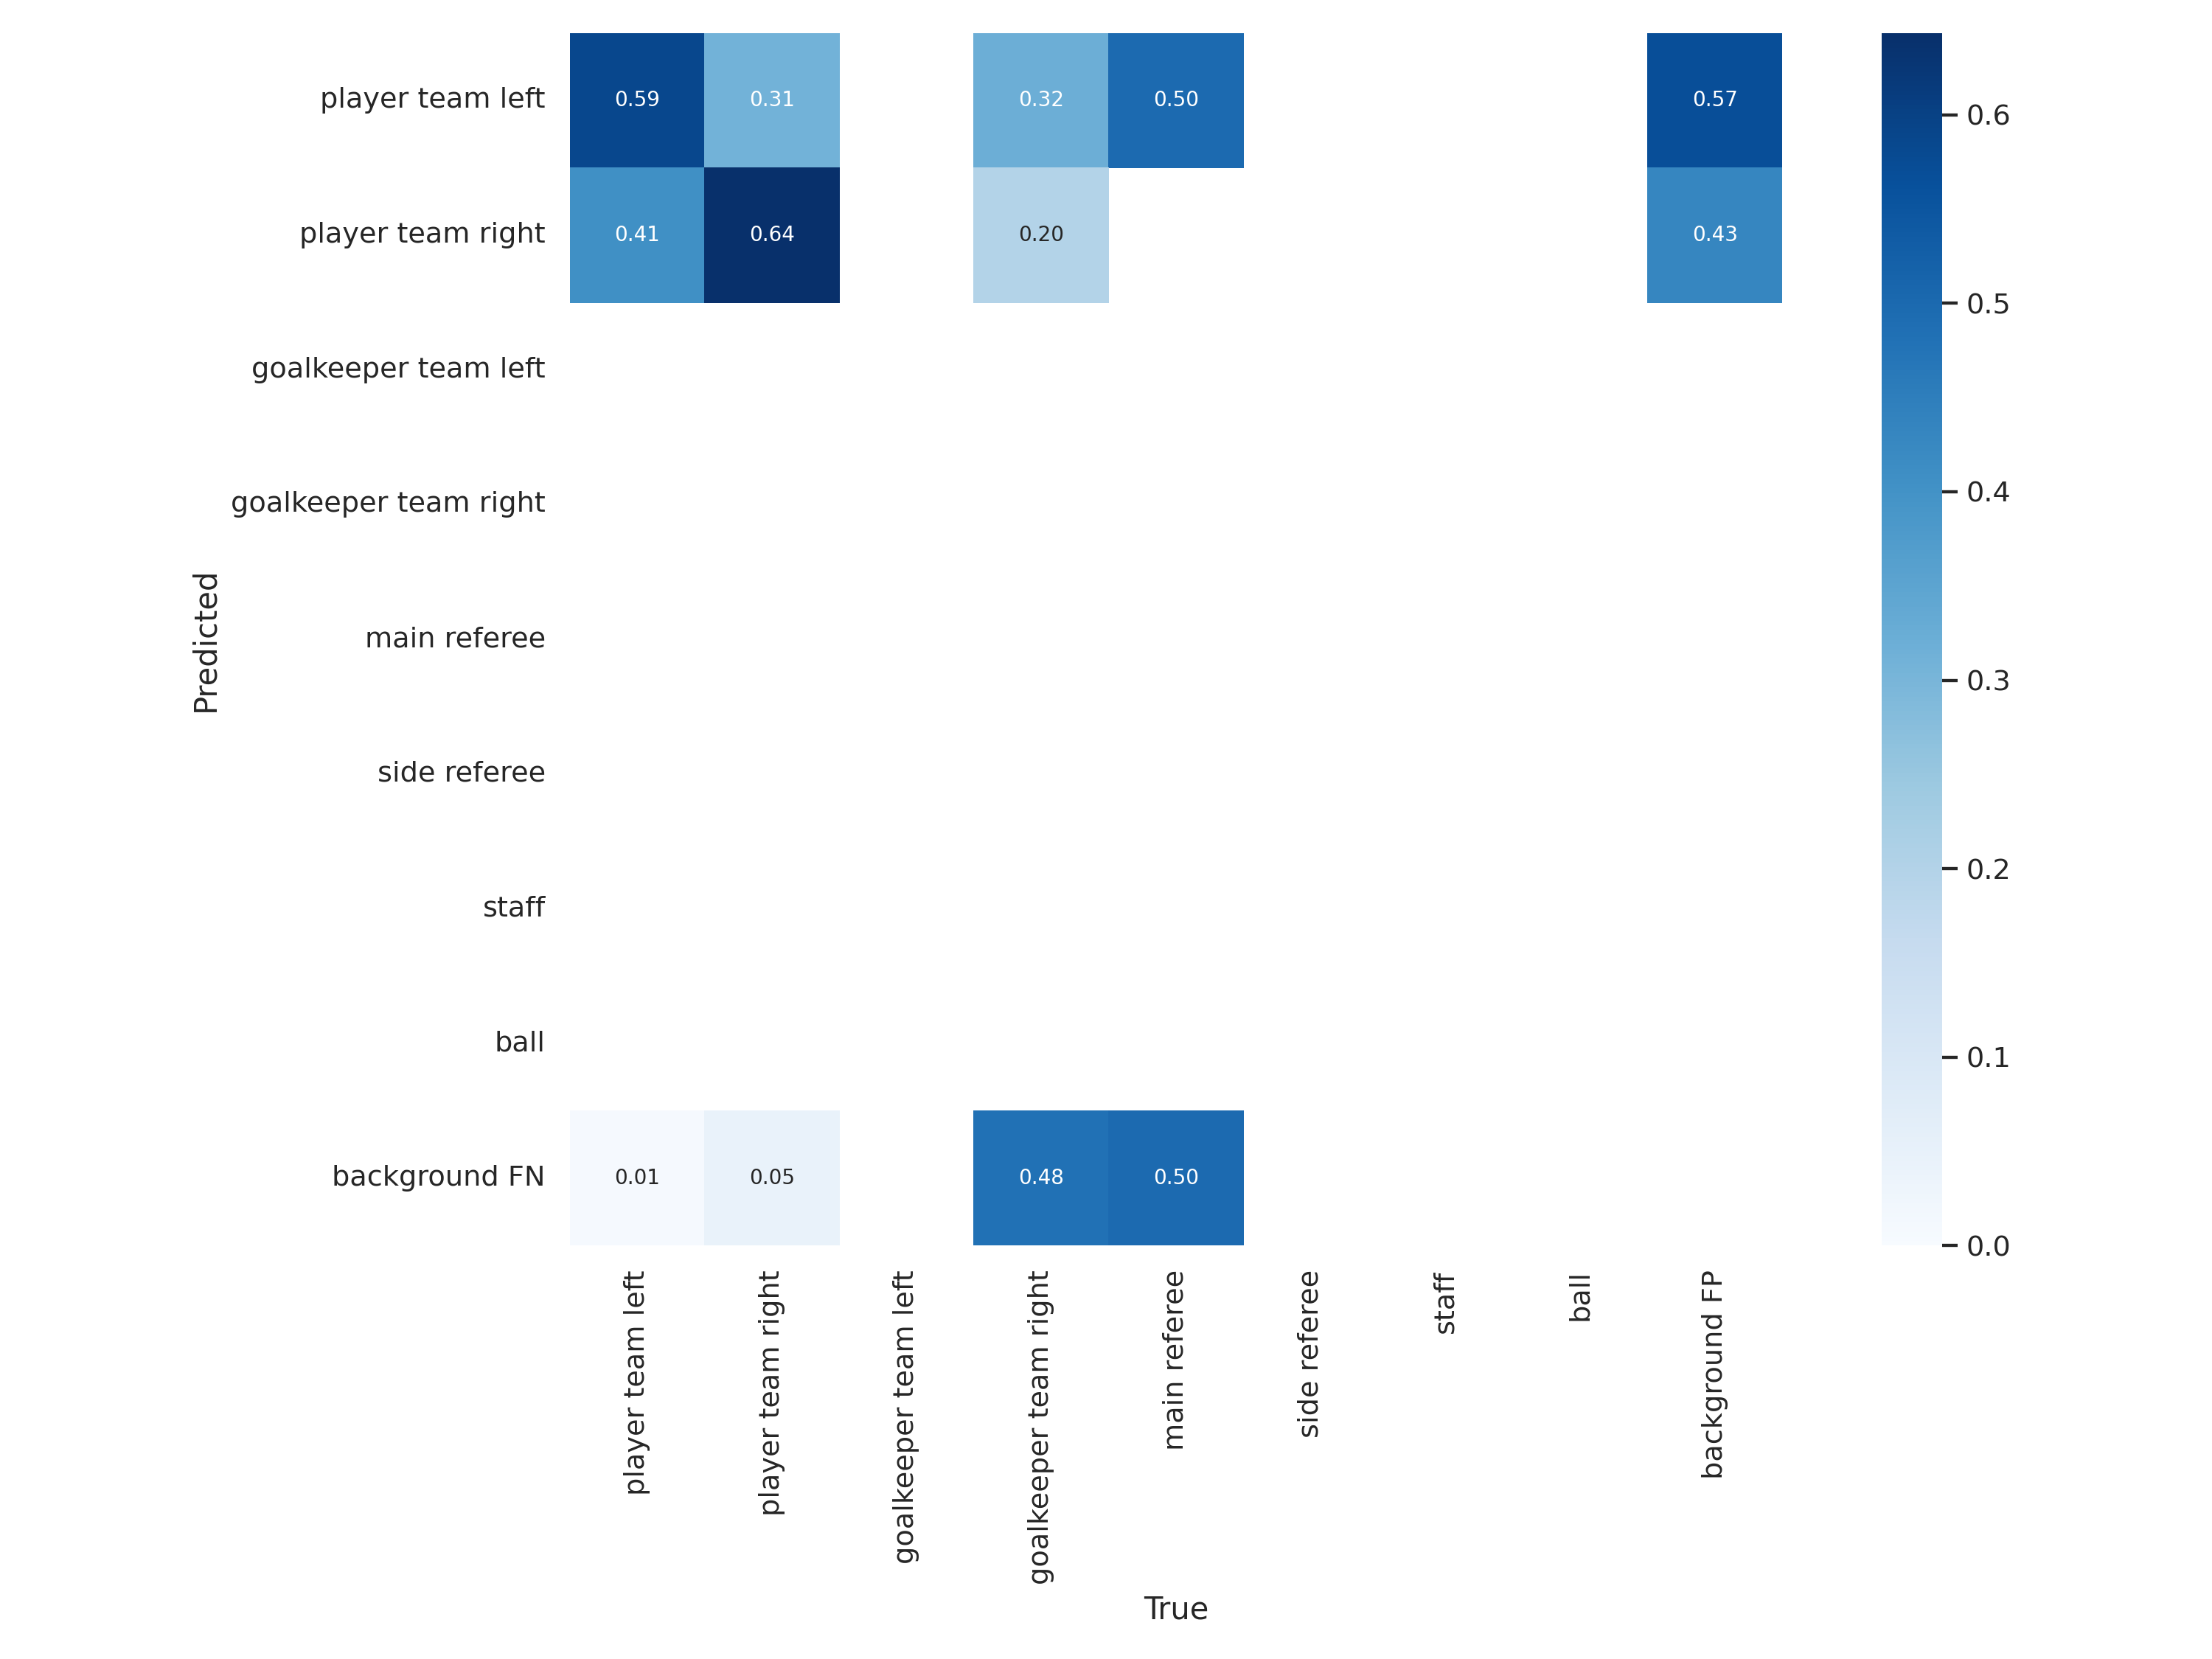 player team left 0.59 0.31 0.32 0.50 0.57
player team right 0.41 0.64 0.20 0.43
goalkeeper team left
goalkeeper team right
main referee
side referee
staff
ball
background FN 0.01 0.05 0.48 0.50
Predicted
player team left
player team right
goalkeeper team left
goalkeeper team right
main referee
side referee
staff
ball
background FP
True
0.6
0.5
0.4
0.3
0.2
0.1
0.0